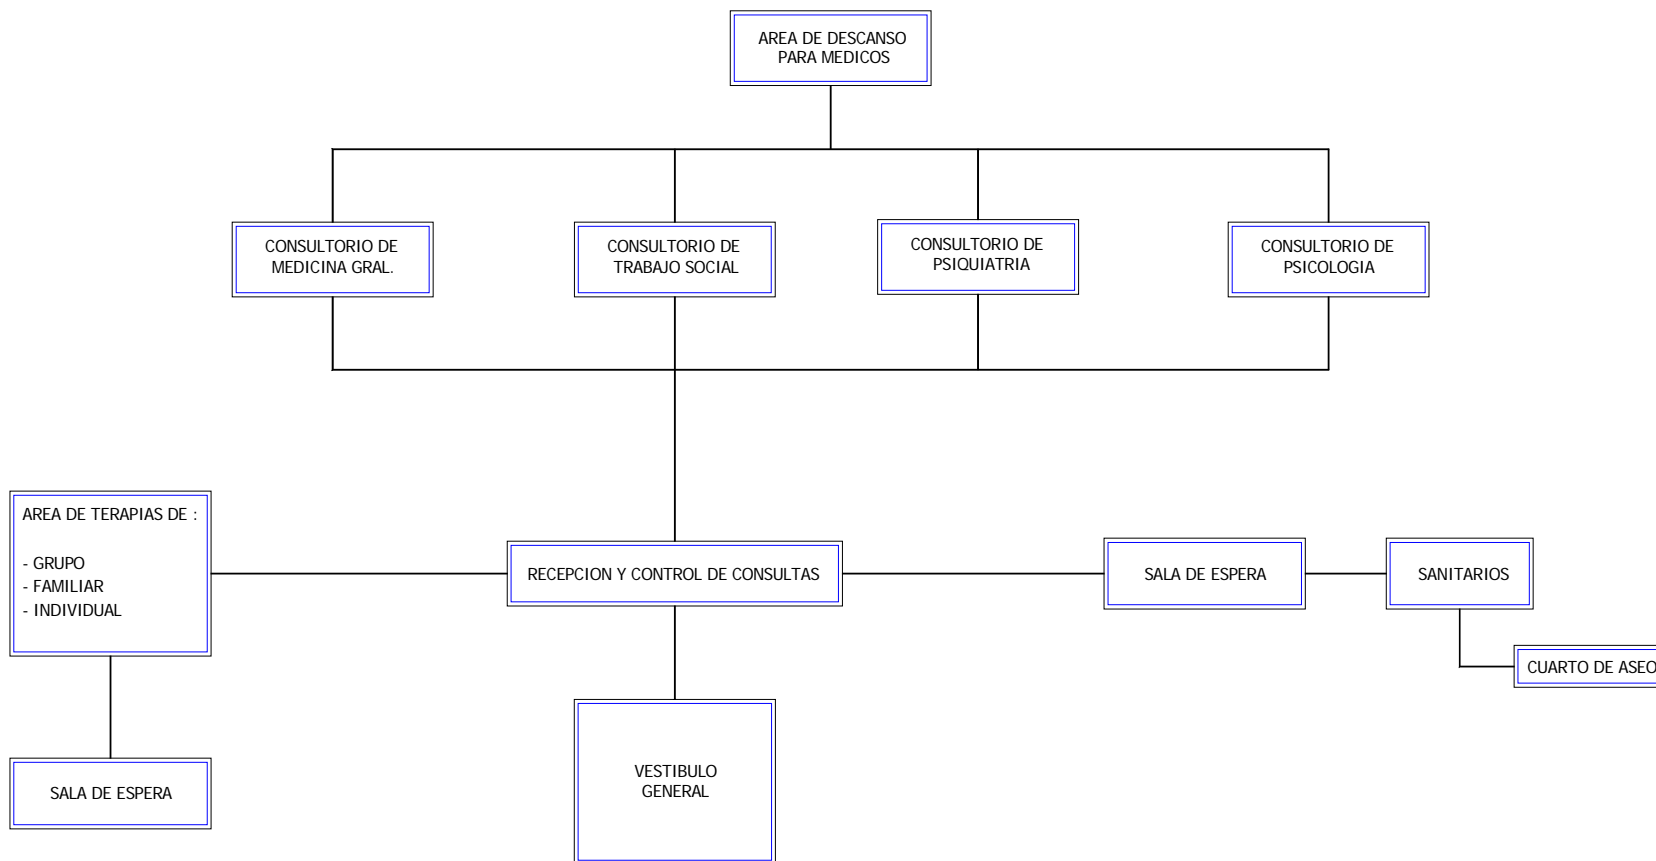 AREA DE DESCANSO
PARA MEDICOS
CONSULTORIO DE
MEDICINA GRAL.
CONSULTORIO DE
TRABAJO SOCIAL
CONSULTORIO DE
PSIQUIATRIA
CONSULTORIO DE
PSICOLOGIA
AREA DE TERAPIAS DE :
- GRUPO
- FAMILIAR
- INDIVIDUAL
RECEPCION Y CONTROL DE CONSULTAS
SALA DE ESPERA
SANITARIOS
CUARTO DE ASEO
SALA DE ESPERA
VESTIBULO
GENERAL